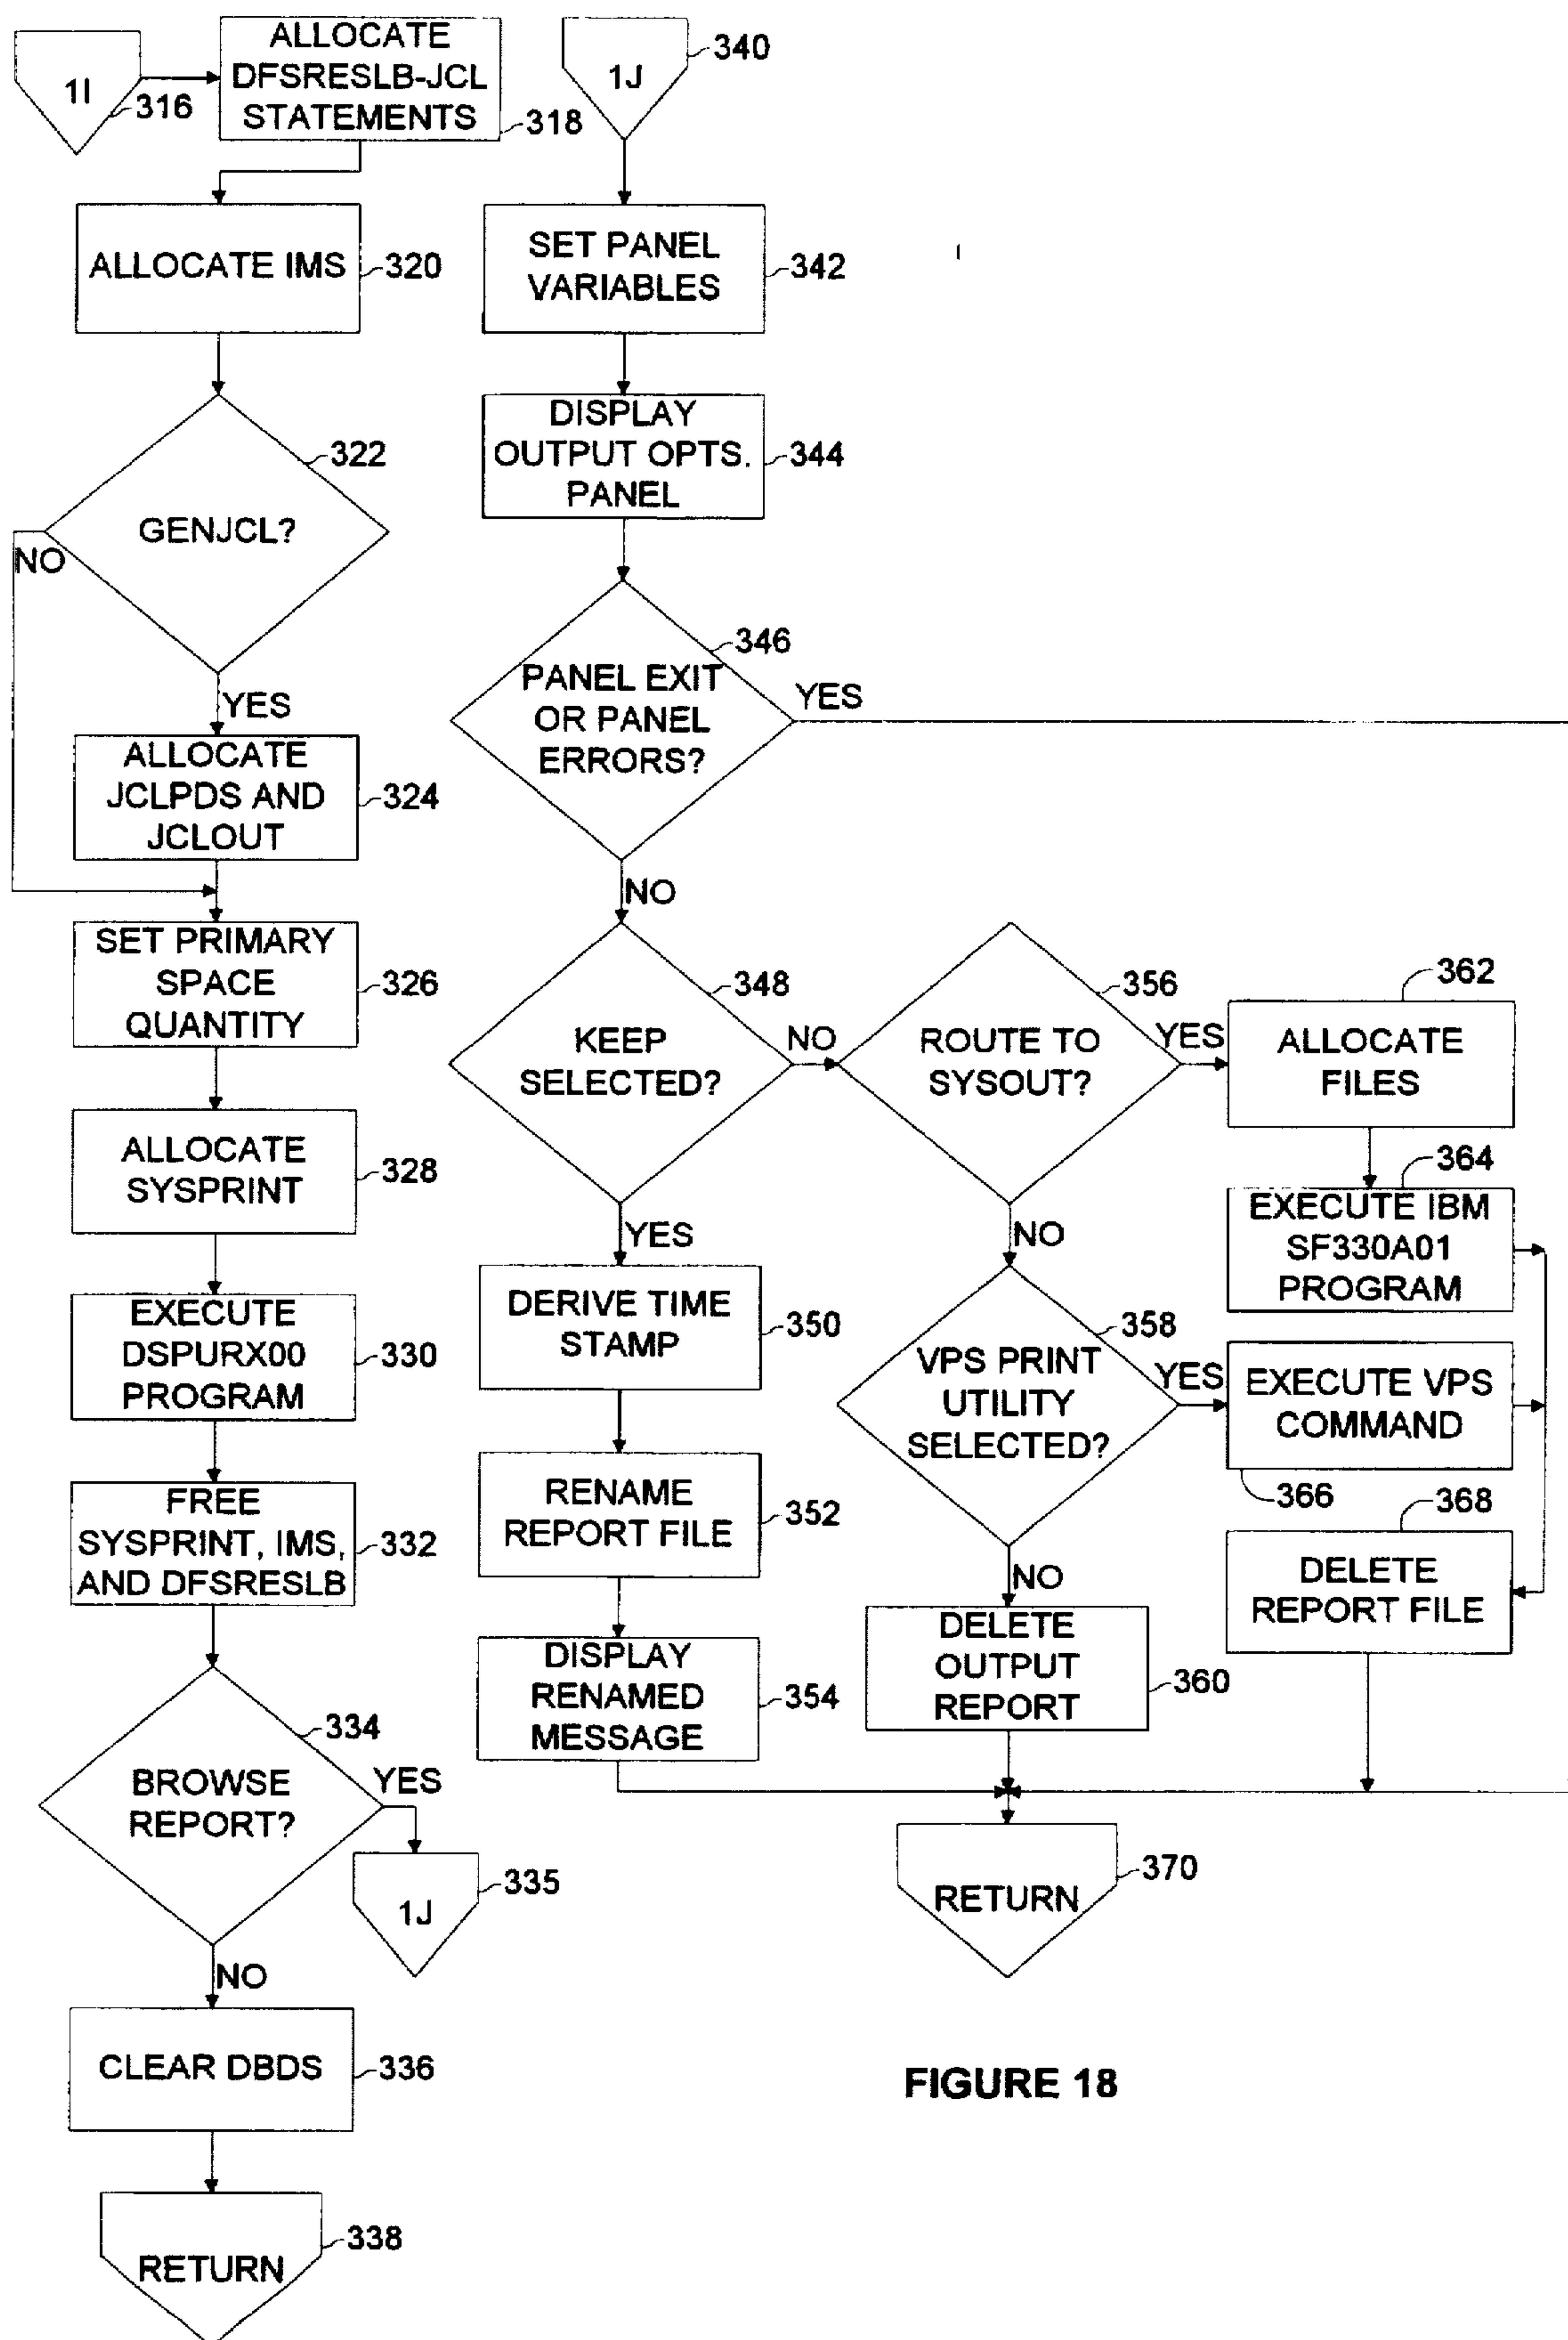 1I
316
ALLOCATE
DFSRESLB-JCL
STATEMENTS
318
ALLOCATE IMS
320
322
GENJCL?
NO
YES
ALLOCATE
JCLPDS AND
JCLOUT
324
SET PRIMARY
SPACE
QUANTITY
326
ALLOCATE
SYSPRINT
328
EXECUTE
DSPURX00
PROGRAM
330
FREE
SYSPRINT, IMS,
AND DFSRESLB
332
334
BROWSE
REPORT?
YES
1J
335
NO
CLEAR DBDS
336
RETURN
338
1J
340
SET PANEL
VARIABLES
342
DISPLAY
OUTPUT OPTS.
PANEL
344
346
PANEL EXIT
OR PANEL
ERRORS?
YES
NO
348
KEEP
SELECTED?
NO
YES
DERIVE TIME
STAMP
350
RENAME
REPORT FILE
352
DISPLAY
RENAMED
MESSAGE
354
356
ROUTE TO
SYSOUT?
YES
NO
358
VPS PRINT
UTILITY
SELECTED?
YES
NO
DELETE
OUTPUT
REPORT
360
362
ALLOCATE
FILES
364
EXECUTE IBM
SF330A01
PROGRAM
EXECUTE VPS
COMMAND
366
368
DELETE
REPORT FILE
RETURN
370
FIGURE 18